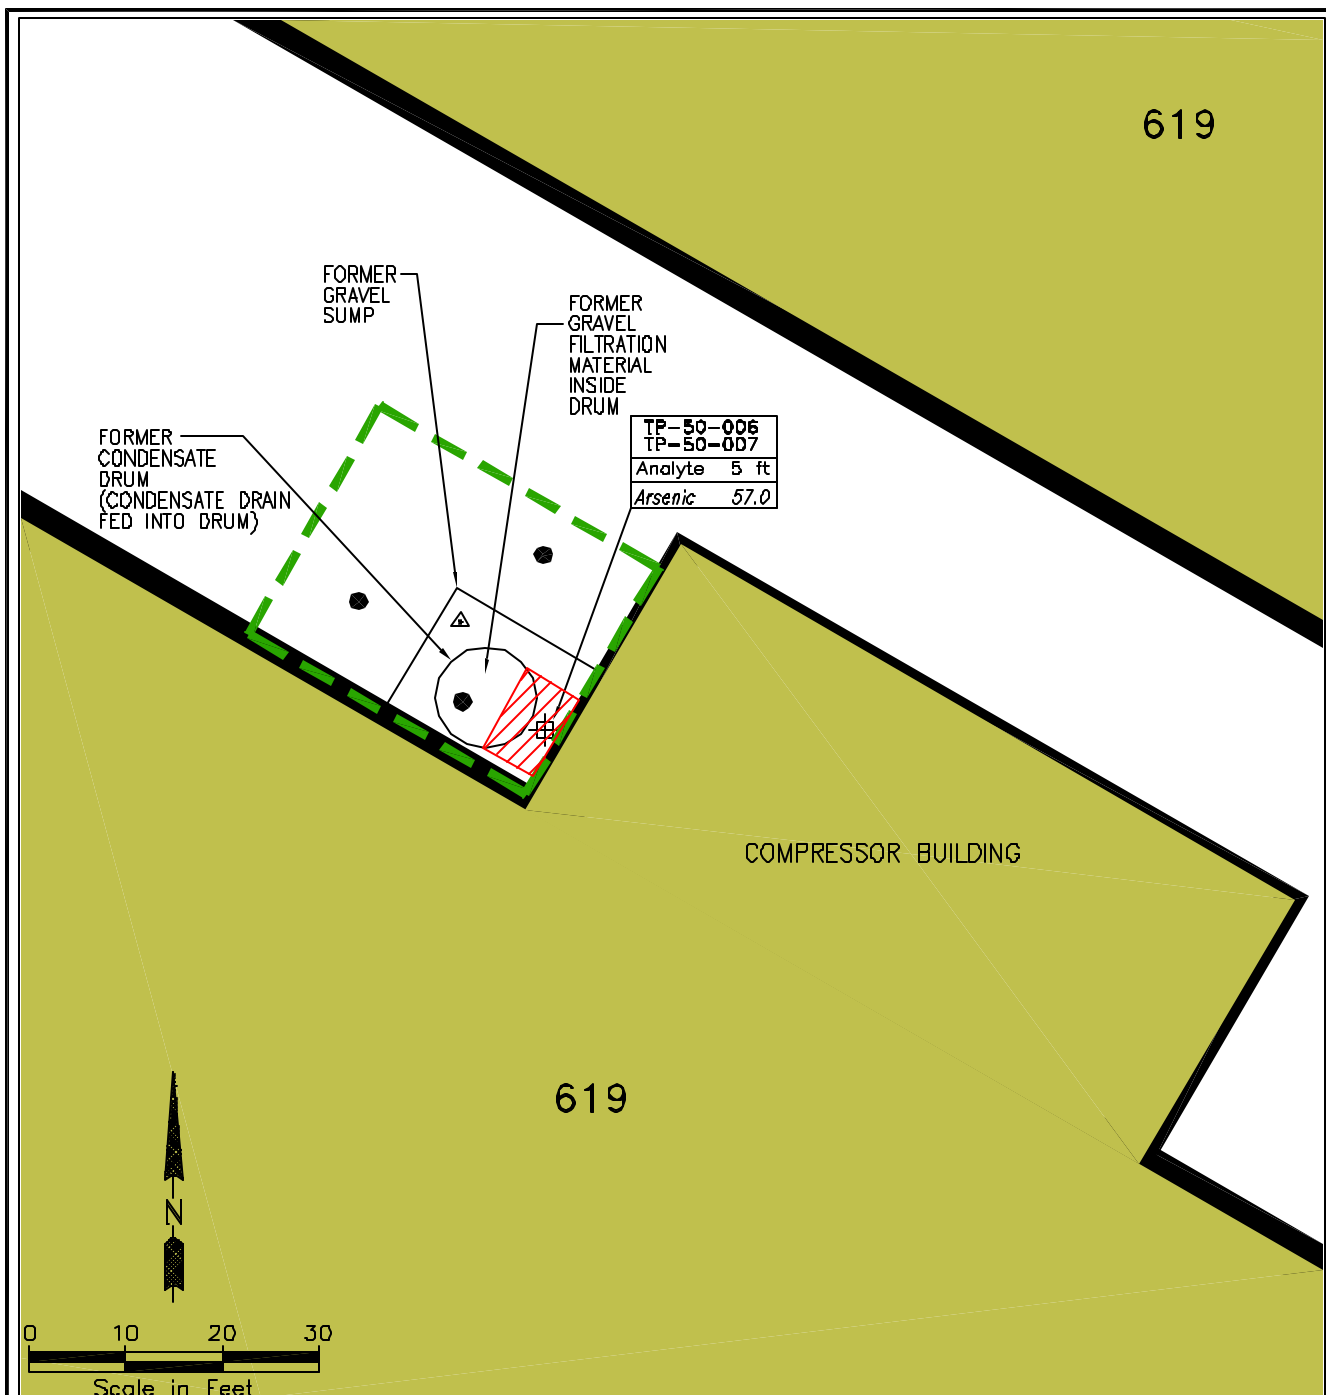 619
FORMER
GRAVEL
SUMP
FORMER
GRAVEL
FILTRATION
MATERIAL
INSIDE
DRUM
TP-50-006
TP-50-007
Analyte 5 ft
Arsenic 57.0
FORMER
CONDENSATE
DRUM
(CONDENSATE DRAIN
FED INTO DRUM)
COMPRESSOR BUILDING
619
N
0 10 20 30
Scale in Feet